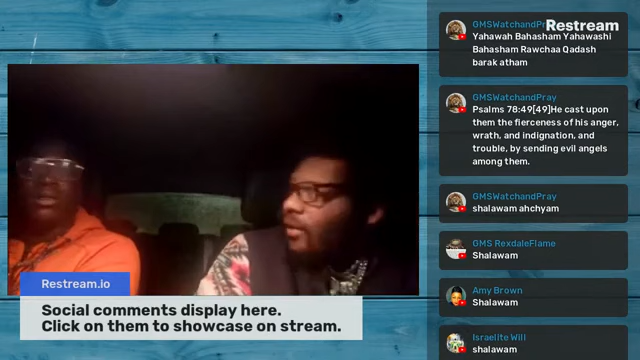 Restream
GMSWatchandPr
Yahawah Bahasham Yahawashi
Bahasham Rawchaa Qadash
barak atham
GMSWatchandPray
Psalms 78:49[49]He cast upon
them the fierceness of his anger,
wrath, and indignation, and
trouble, by sending evil angels
among them.
GMSWatchandPray
shalawam ahchyam
GMS RexdaleFlame
Shalawam
Amy Brown
Shalawam
Israelite Will
shalawam
Restream.io
Social comments display here.
Click on them to showcase on stream.